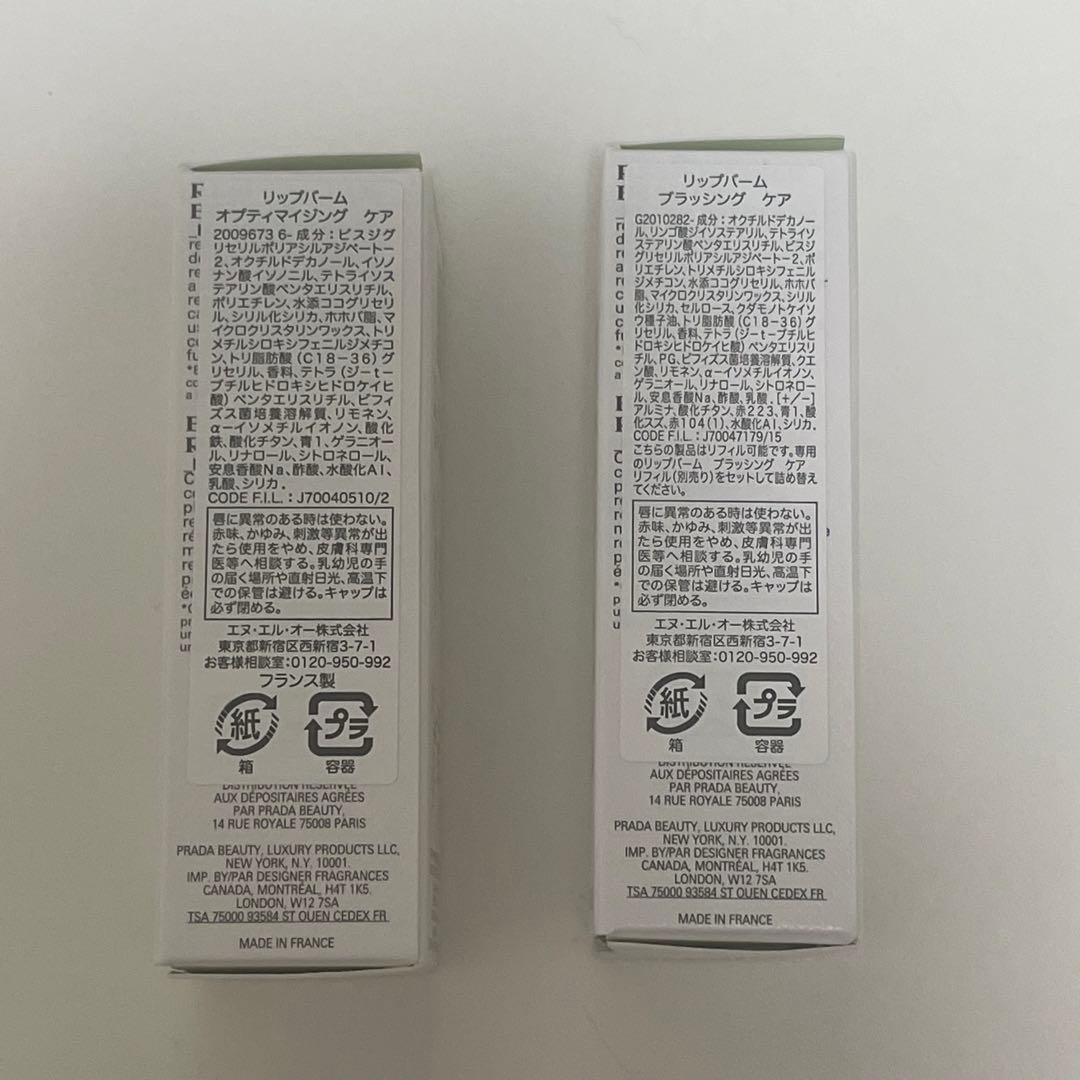 リップバーム
オプティマイジング ケア
2009673 6-成分：ビスジグ
リセリルポリアシルアジペート-
2、オクチルドデカノール、イソノ
ナン酸イソノニル、テトライソス
テアリン酸ペンタエリスリチル、
ポリエチレン、水添ココグリセリ
ル、シリル化シリカ、ホホバ脂、マ
イクロクリスタリンワックス、トリ
メチルシロキシフェニルジメチコ
ン、トリ脂肪酸（C18-36）グ
リセリル、香料、テトラ（ジーt-
ブチルヒドロキシヒドロケイヒ
酸）ペンタエリスリチル、ビフィ
ズス菌培養溶解質、リモネン、
α-イソメチルイオノン、酸化
鉄、酸化チタン、青1、ゲラニオー
ル、リナロール、シトロネロール、
安息香酸Na、酢酸、水酸化Al、
乳酸、シリカ.
CODE F.I.L. : J70040510/2
唇に異常のある時は使わない。
赤味、かゆみ、刺激等異常が出
たら使用をやめ、皮膚科専門
医等へ相談する。乳幼児の手
の届く場所や直射日光、高温下
での保管は避ける。キャップは
必ず閉める。
エヌ・エル・オー株式会社
東京都新宿区西新宿3-7-1
お客様相談室：0120-950-992
フランス製
紙 プラ
箱 容器
DISTRIBUTION RÉSERVÉE
AUX DÉPOSITAIRES AGRÉES
PAR PRADA BEAUTY,
14 RUE ROYALE 75008 PARIS
PRADA BEAUTY, LUXURY PRODUCTS LLC,
NEW YORK, N.Y. 10001.
IMP. BY/PAR DESIGNER FRAGRANCES
CANADA, MONTRÉAL, H4T 1K5.
LONDON, W12 7SA
TSA 75000 93584 ST OUEN CEDEX FR
MADE IN FRANCE
リップバーム
ブラッシング ケア
G2010282-成分：オクチルドデカノー
ル、リンゴ酸ジイソステアリル、テトライソ
ステアリン酸ペンタエリスリチル、ビスジ
グリセリルポリアシルアジペート-2、ポ
リエチレン、トリメチルシロキシフェニル
ジメチコン、水添ココグリセリル、ホホバ
脂、マイクロクリスタリンワックス、シリル
化シリカ、セルロース、クダモノトケイソ
ウ種子油、トリ脂肪酸（C18-36）グ
リセリル、香料、テトラ（ジーt-ブチルヒ
ドロキシヒドロケイヒ酸）ペンタエリスリ
チル、PG、ビフィズス菌培養溶解質、クエ
ン酸、リモネン、α-イソメチルイオノン、
ゲラニオール、リナロール、シトロネロー
ル、安息香酸Na、酢酸、乳酸.［+/-］
アルミナ、酸化チタン、赤223、青1、酸
化スズ、赤104(1)、水酸化Al、シリカ.
CODE F.I.L. : J70047179/15
こちらの製品はリフィル可能です。専用
のリップバーム ブラッシング ケア
リフィル（別売り）をセットして詰め替え
てください。
唇に異常のある時は使わない。
赤味、かゆみ、刺激等異常が出
たら使用をやめ、皮膚科専門
医等へ相談する。乳幼児の手
の届く場所や直射日光、高温下
での保管は避ける。キャップは
必ず閉める。
エヌ・エル・オー株式会社
東京都新宿区西新宿3-7-1
お客様相談室：0120-950-992
紙 プラ
箱 容器
DISTRIBUTION RÉSERVÉE
AUX DÉPOSITAIRES AGRÉES
PAR PRADA BEAUTY,
14 RUE ROYALE 75008 PARIS
PRADA BEAUTY, LUXURY PRODUCTS LLC,
NEW YORK, N.Y. 10001.
IMP. BY/PAR DESIGNER FRAGRANCES
CANADA, MONTRÉAL, H4T 1K5.
LONDON, W12 7SA
TSA 75000 93584 ST OUEN CEDEX FR
MADE IN FRANCE